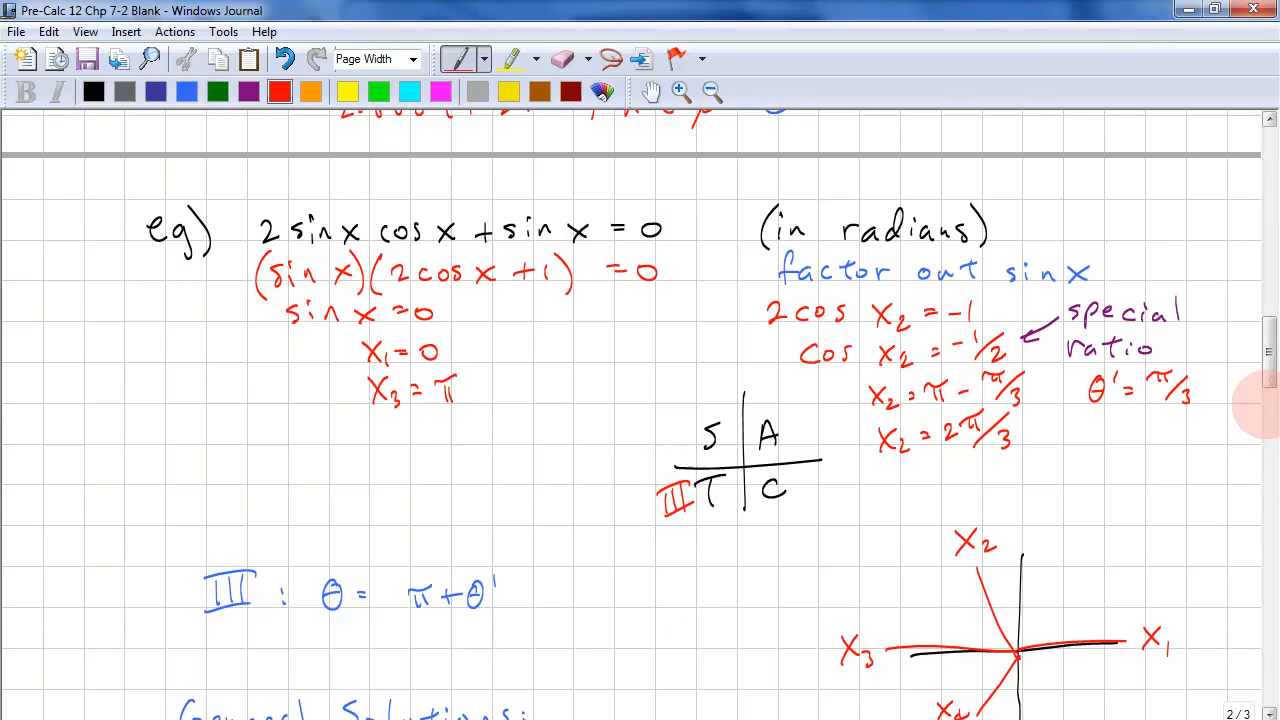 Pre-Calc 12 Chp 7-2 Blank - Windows Journal
File Edit View Insert Actions Tools Help
Page Width
B I
eg) 2 sin x cos x + sin x = 0 (in radians)
(sin x)(2 cos x + 1) = 0 factor out sin x
sin x = 0
x₁ = 0
x₃ = π
2 cos x₂ = -1
cos x₂ = -1/2
x₂ = π - π/3
x₂ = 2π/3
special
ratio
θ' = π/3
S A
III T C
III : θ = π + θ'
x₂
x₃ x₁
x₄
General Solutions:
2/3